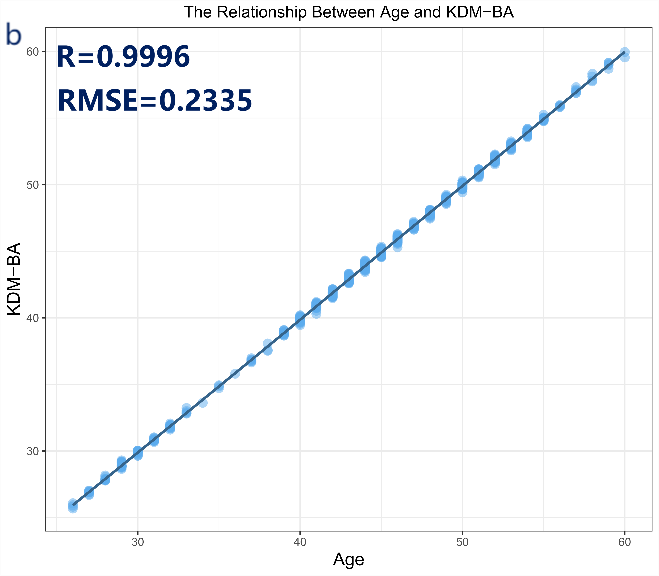 The Relationship Between Age and KDM−BA
b
R=0.9996
RMSE=0.2335
60
50
40
30
KDM−BA
30 40 50 60
Age